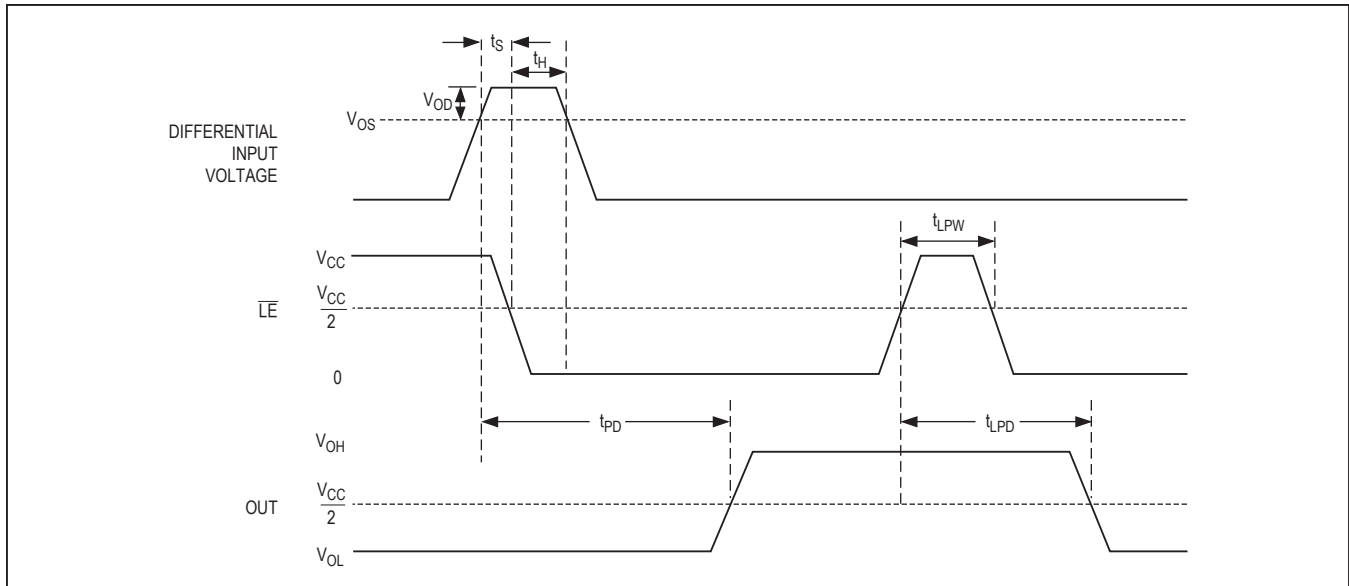 tS
tH
VOD
VOS
DIFFERENTIAL
INPUT
VOLTAGE
tLPW
VCC
L̅E̅
VCC
2
0
tPD
tLPD
VOH
OUT
VCC
2
VOL